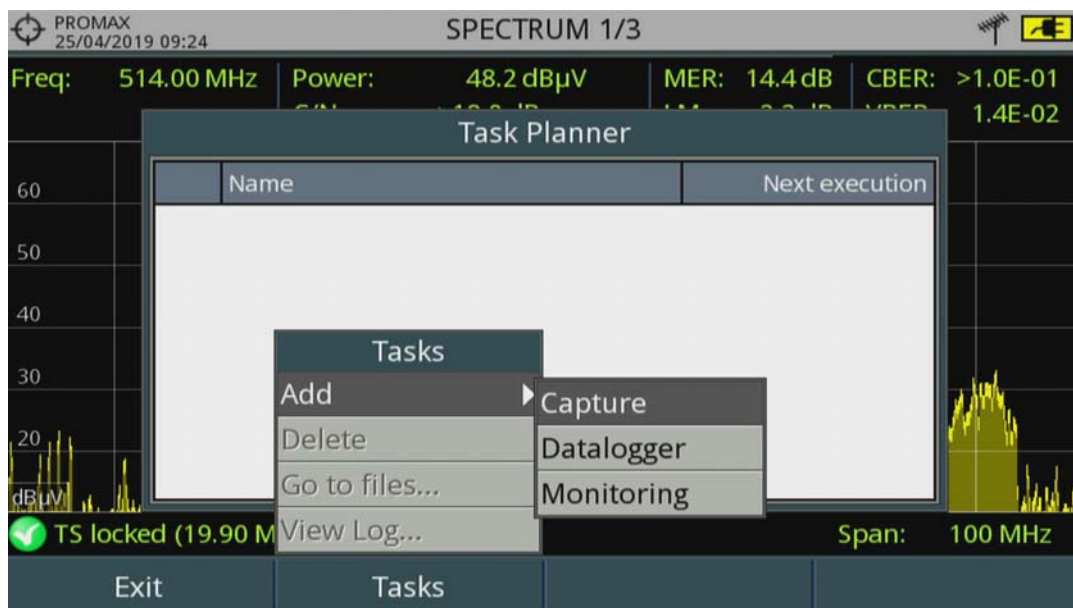 PROMAX
25/04/2019 09:24
SPECTRUM 1/3
Freq: 514.00 MHz Power: 48.2 dBµV MER: 14.4 dB CBER: >1.0E-01
1.4E-02
Task Planner
Name Next execution
60
50
40
30
20
dBµV
Tasks
Add
Delete
Go to files...
View Log...
Capture
Datalogger
Monitoring
TS locked (19.90 M
Span: 100 MHz
Exit Tasks